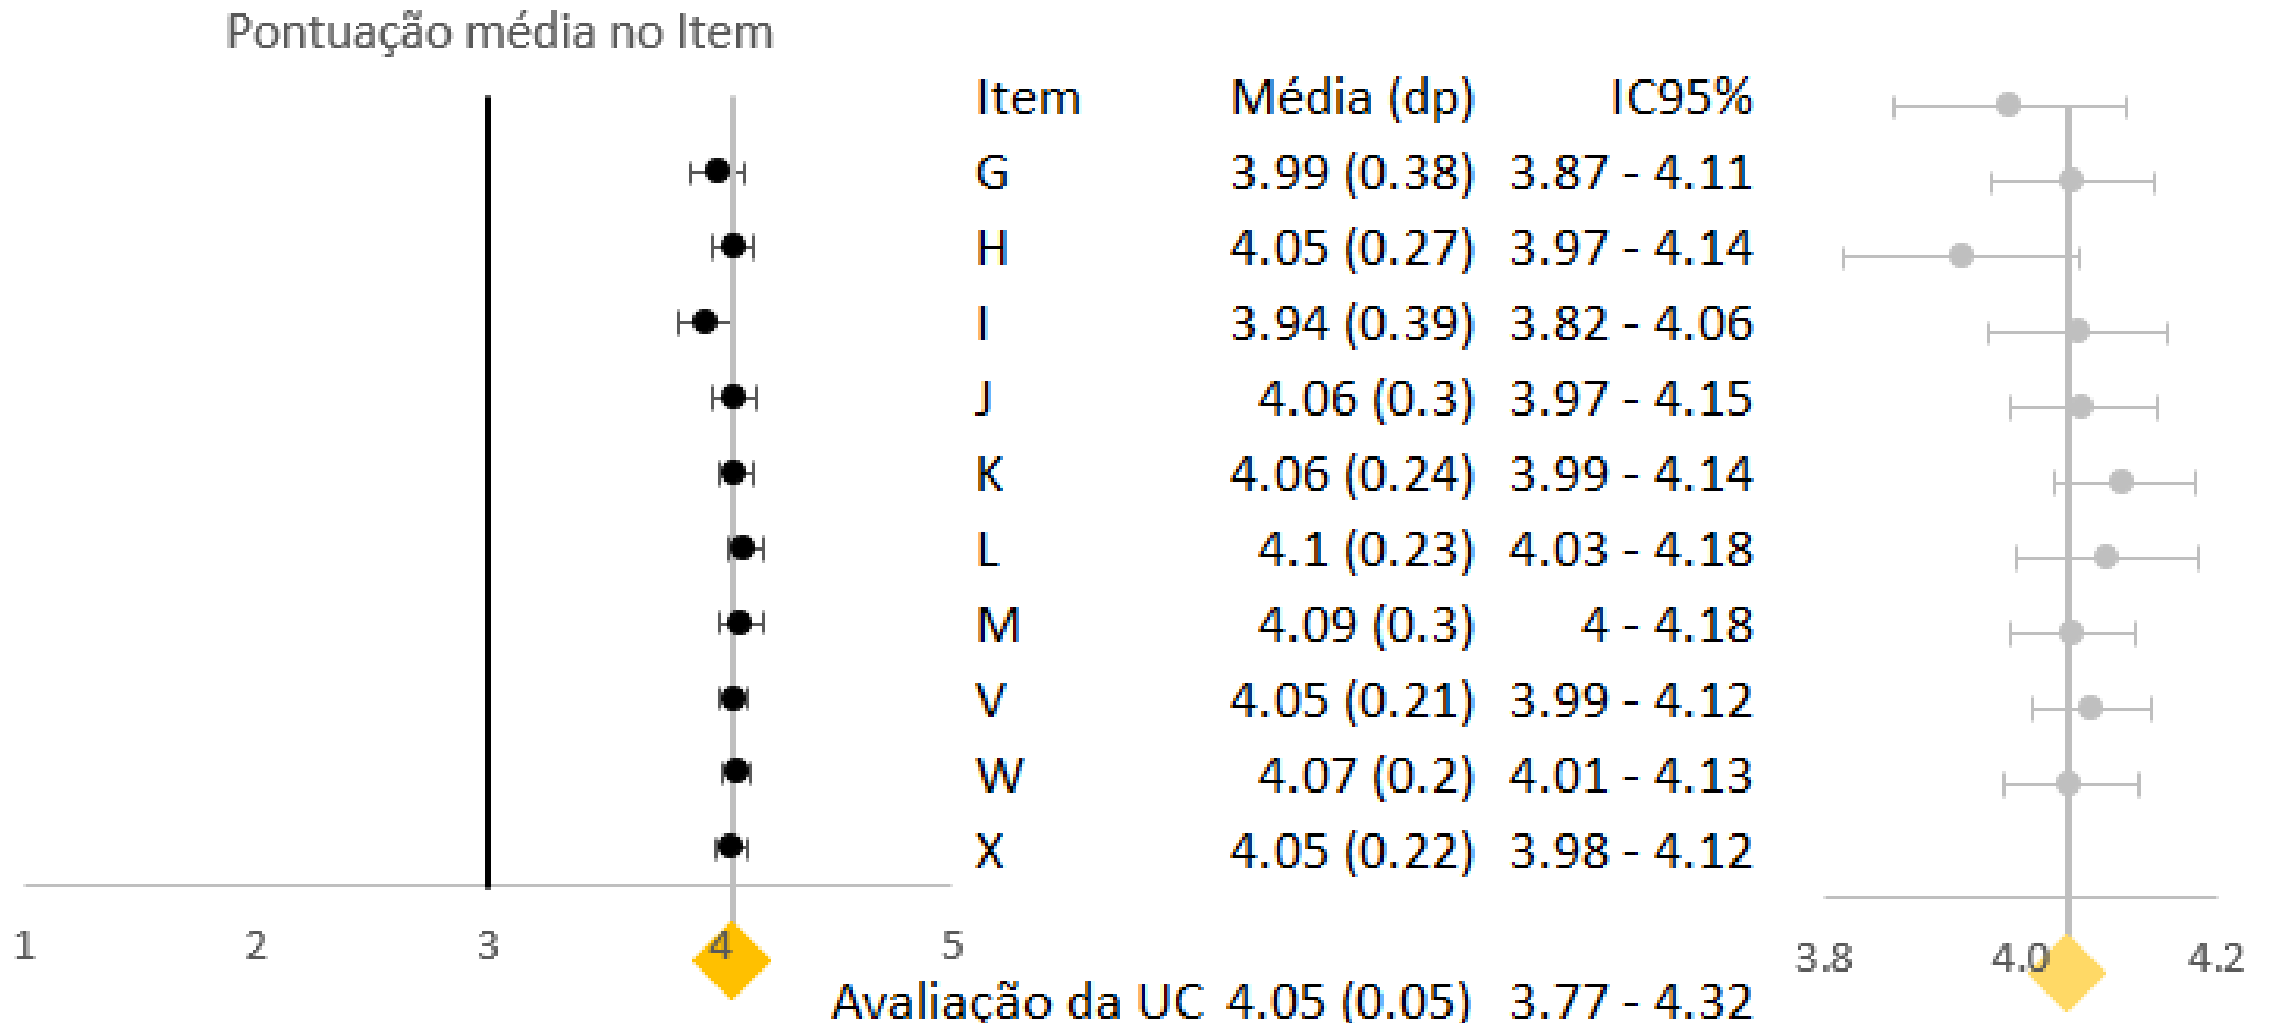 Pontuação média no Item
Item Média (dp) IC95%
G 3.99 (0.38) 3.87 - 4.11
H 4.05 (0.27) 3.97 - 4.14
I 3.94 (0.39) 3.82 - 4.06
J 4.06 (0.3) 3.97 - 4.15
K 4.06 (0.24) 3.99 - 4.14
L 4.1 (0.23) 4.03 - 4.18
M 4.09 (0.3) 4 - 4.18
V 4.05 (0.21) 3.99 - 4.12
W 4.07 (0.2) 4.01 - 4.13
X 4.05 (0.22) 3.98 - 4.12
1 2 3 4 5
3.8 4.0 4.2
Avaliação da UC 4.05 (0.05) 3.77 - 4.32